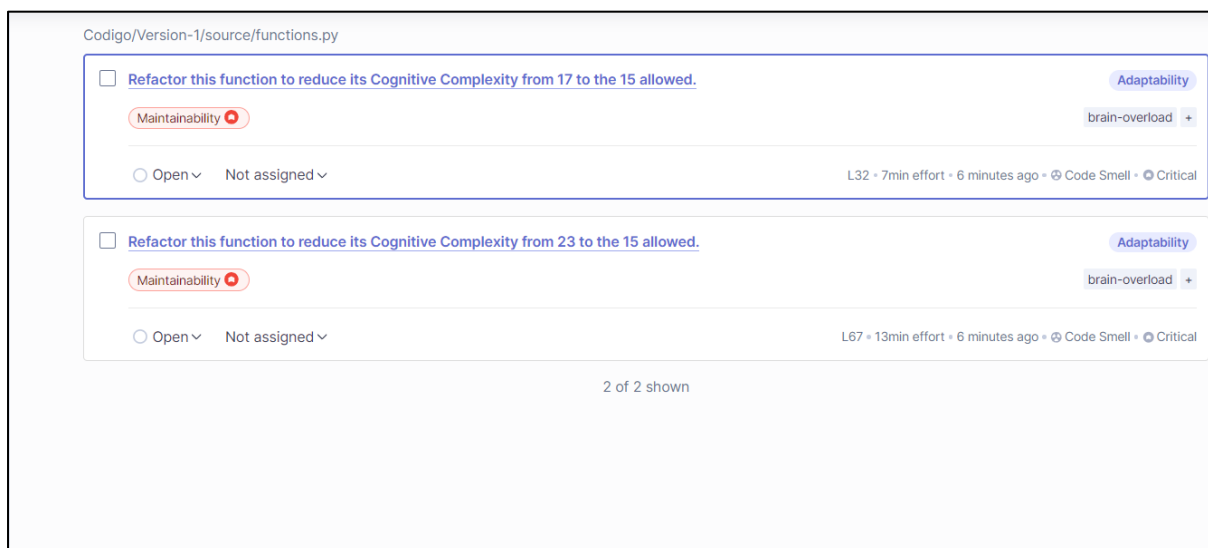 Codigo/Version-1/source/functions.py
Refactor this function to reduce its Cognitive Complexity from 17 to the 15 allowed. Adaptability
Maintainability brain-overload +
Open Not assigned L32 • 7min effort • 6 minutes ago • Code Smell • Critical
Refactor this function to reduce its Cognitive Complexity from 23 to the 15 allowed. Adaptability
Maintainability brain-overload +
Open Not assigned L67 • 13min effort • 6 minutes ago • Code Smell • Critical
2 of 2 shown